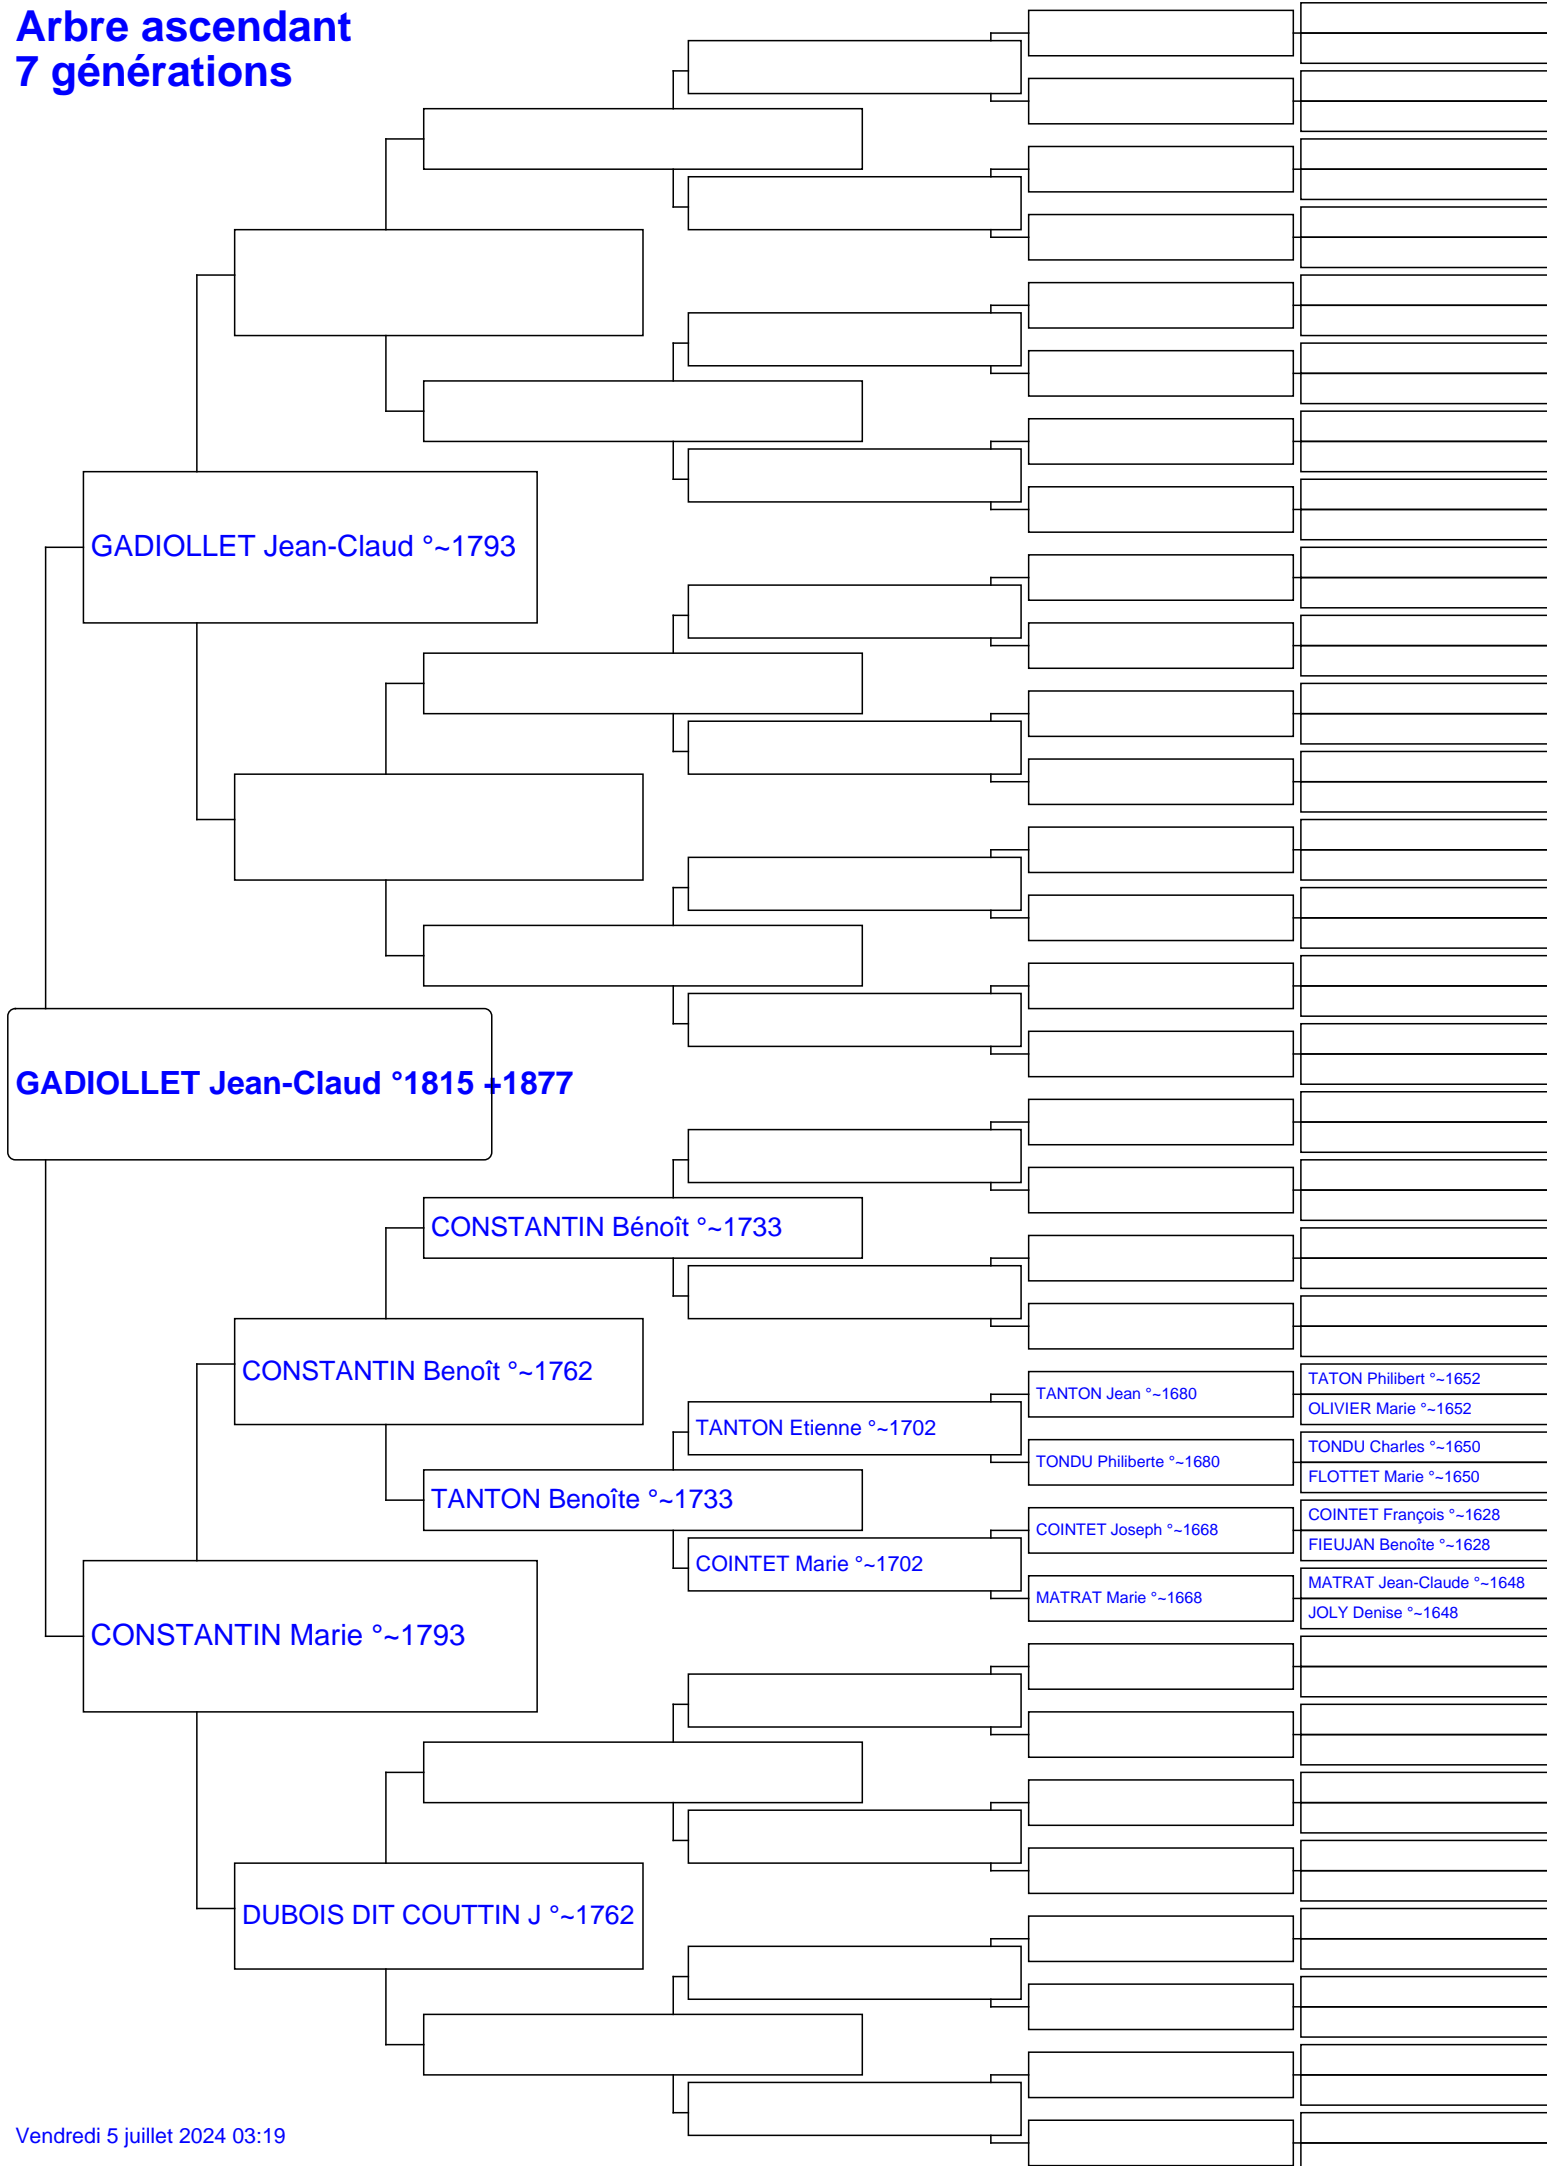 Arbre ascendant
7 générations
GADIOLLET Jean-Claud °~1793
GADIOLLET Jean-Claud °1815 +1877
CONSTANTIN Bénoît °~1733
CONSTANTIN Benoît °~1762
TATON Philibert °~1652
TANTON Jean °~1680
OLIVIER Marie °~1652
TANTON Etienne °~1702
TONDU Charles °~1650
TONDU Philiberte °~1680
FLOTTET Marie °~1650
TANTON Benoîte °~1733
COINTET François °~1628
COINTET Joseph °~1668
FIEUJAN Benoîte °~1628
COINTET Marie °~1702
MATRAT Jean-Claude °~1648
MATRAT Marie °~1668
JOLY Denise °~1648
CONSTANTIN Marie °~1793
DUBOIS DIT COUTTIN J °~1762
Vendredi 5 juillet 2024 03:19